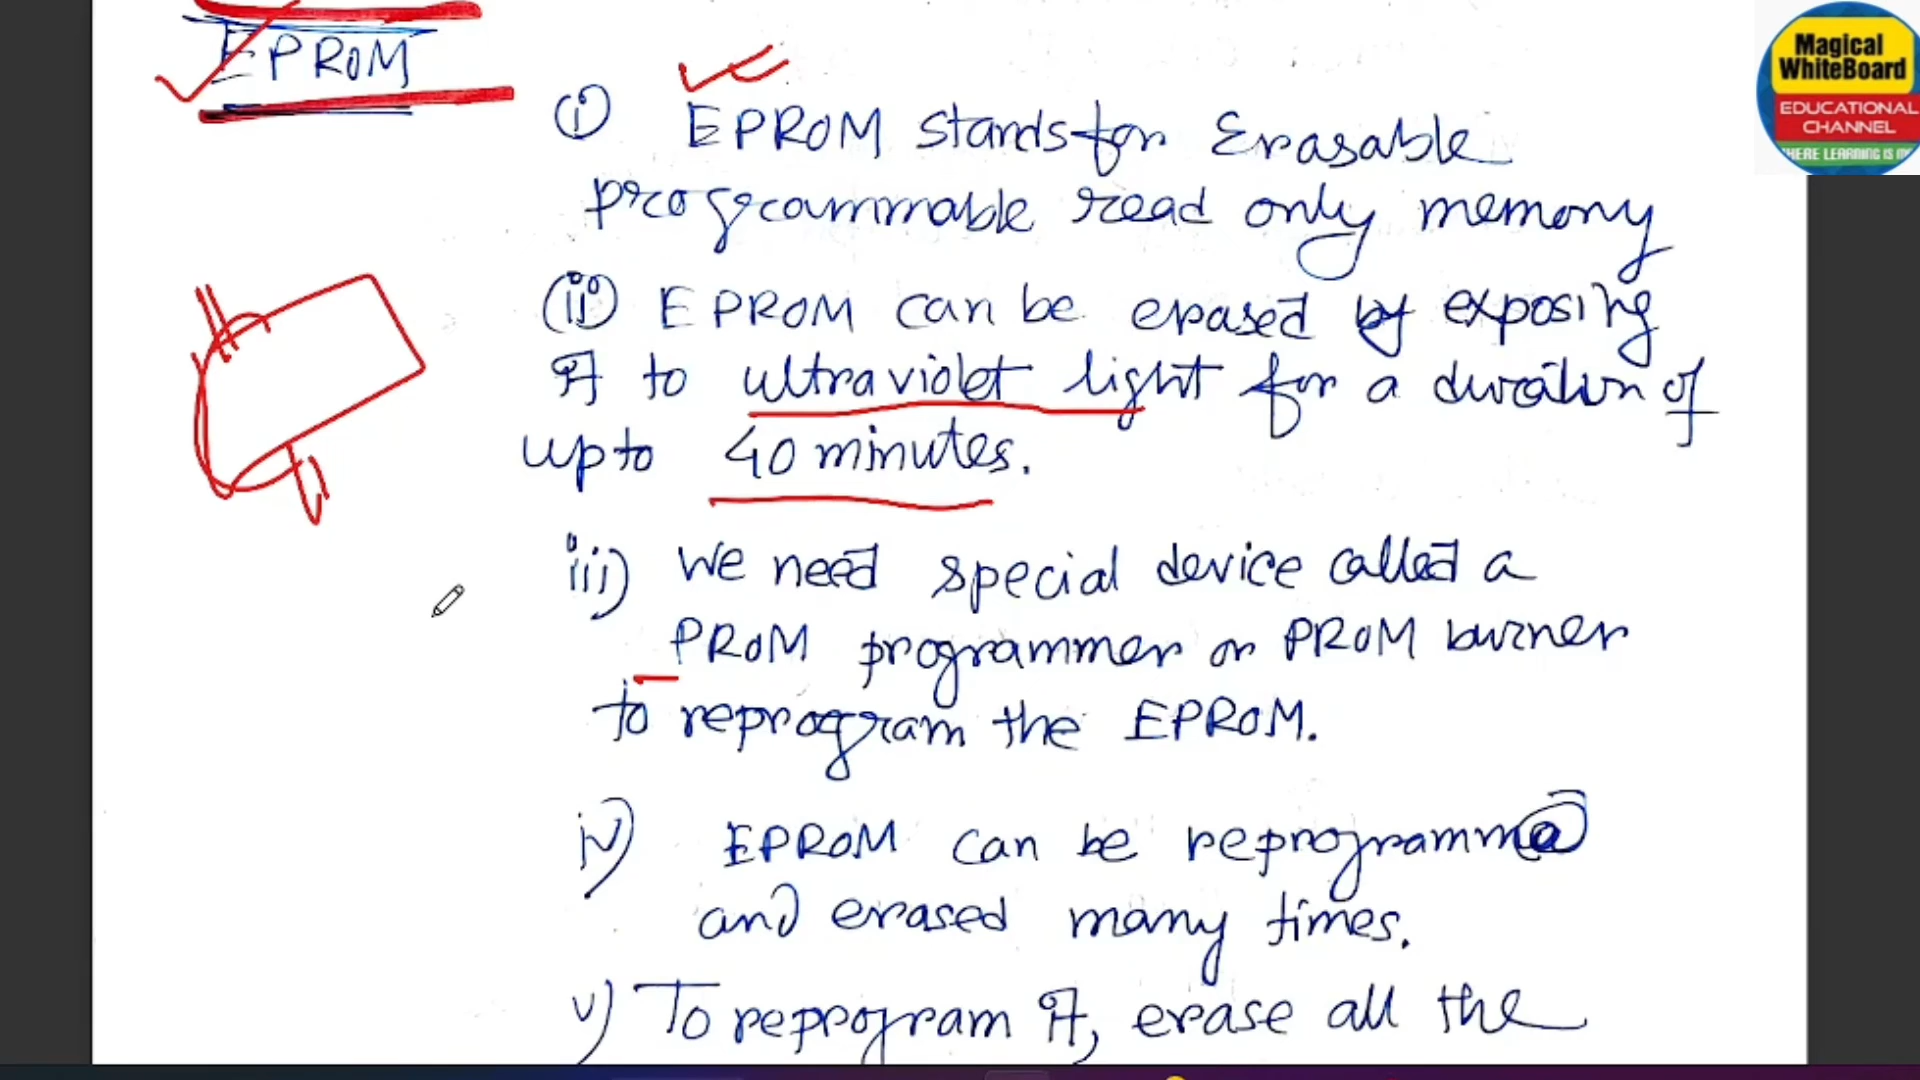 EPROM
(i) EPROM stands for Erasable
programmable read only memory
(ii) EPROM can be erased by exposing
it to ultraviolet light for a duration of
upto 40 minutes.
iii) We need special device called a
PROM programmer or PROM burner
to reprogram the EPROM.
iv) EPROM can be reprogrammed
and erased many times.
v) To reprogram it, erase all the
Magical
WhiteBoard
EDUCATIONAL
CHANNEL
HERE LEARNING IS